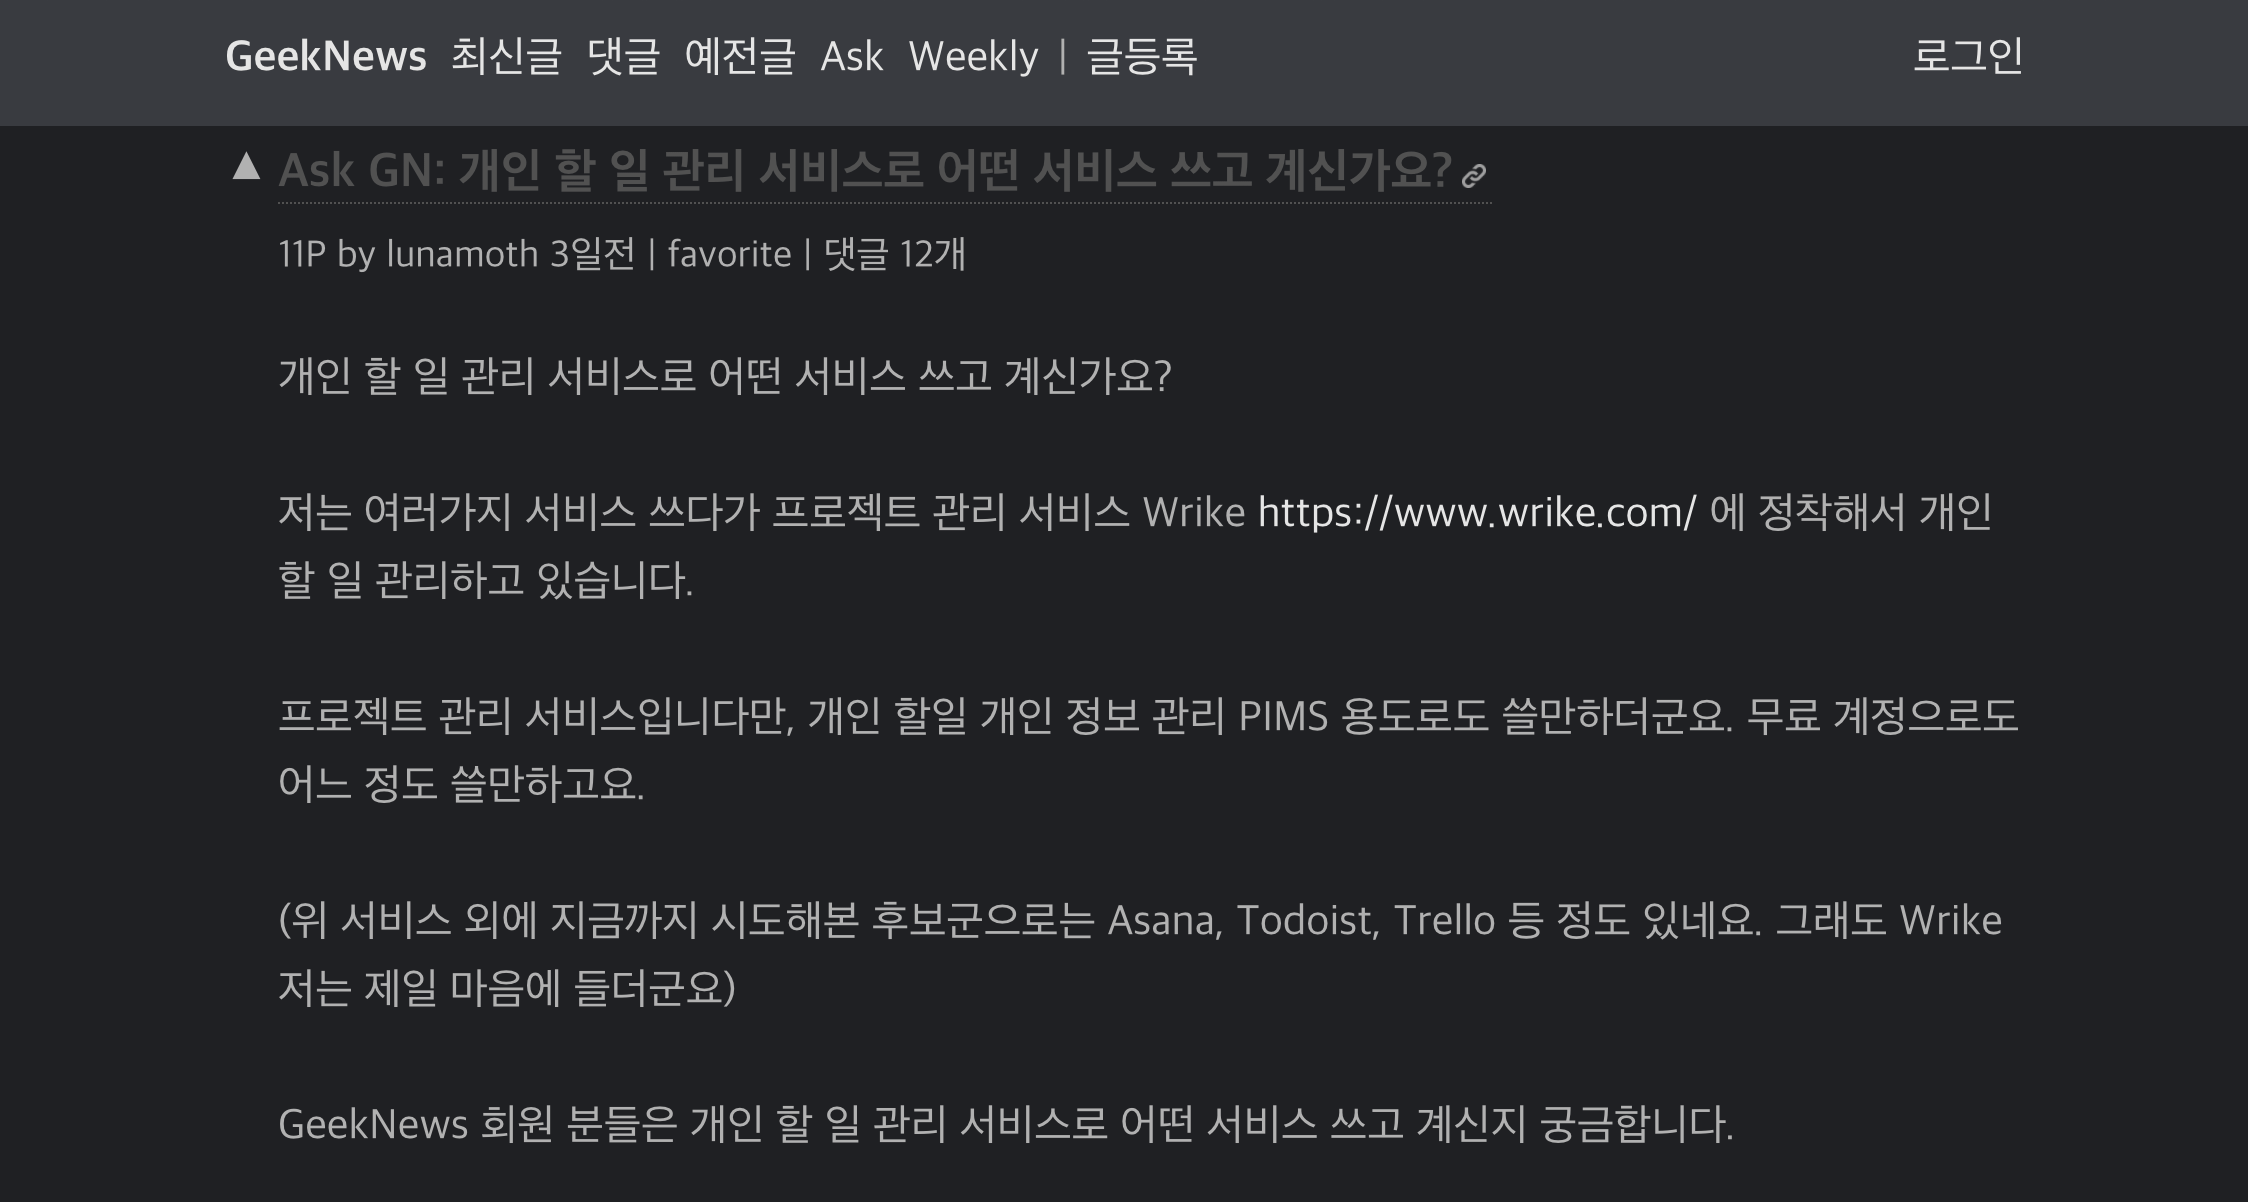 GeekNews 최신글 댓글 예전글 Ask Weekly | 글등록 로그인
▲ Ask GN: 개인 할 일 관리 서비스로 어떤 서비스 쓰고 계신가요?
11P by lunamoth 3일전 | favorite | 댓글 12개
개인 할 일 관리 서비스로 어떤 서비스 쓰고 계신가요?
저는 여러가지 서비스 쓰다가 프로젝트 관리 서비스 Wrike https://www.wrike.com/ 에 정착해서 개인
할 일 관리하고 있습니다.
프로젝트 관리 서비스입니다만, 개인 할일 개인 정보 관리 PIMS 용도로도 쓸만하더군요. 무료 계정으로도
어느 정도 쓸만하고요.
(위 서비스 외에 지금까지 시도해본 후보군으로는 Asana, Todoist, Trello 등 정도 있네요. 그래도 Wrike
저는 제일 마음에 들더군요)
GeekNews 회원 분들은 개인 할 일 관리 서비스로 어떤 서비스 쓰고 계신지 궁금합니다.